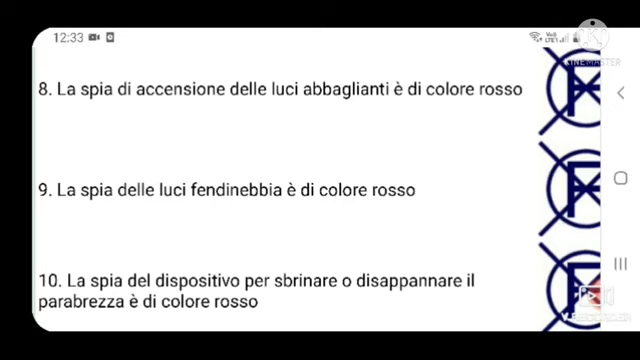 12:33
8. La spia di accensione delle luci abbaglianti è di colore rosso
F
9. La spia delle luci fendinebbia è di colore rosso
F
10. La spia del dispositivo per sbrinare o disappannare il
parabrezza è di colore rosso
F
KINEMASTER